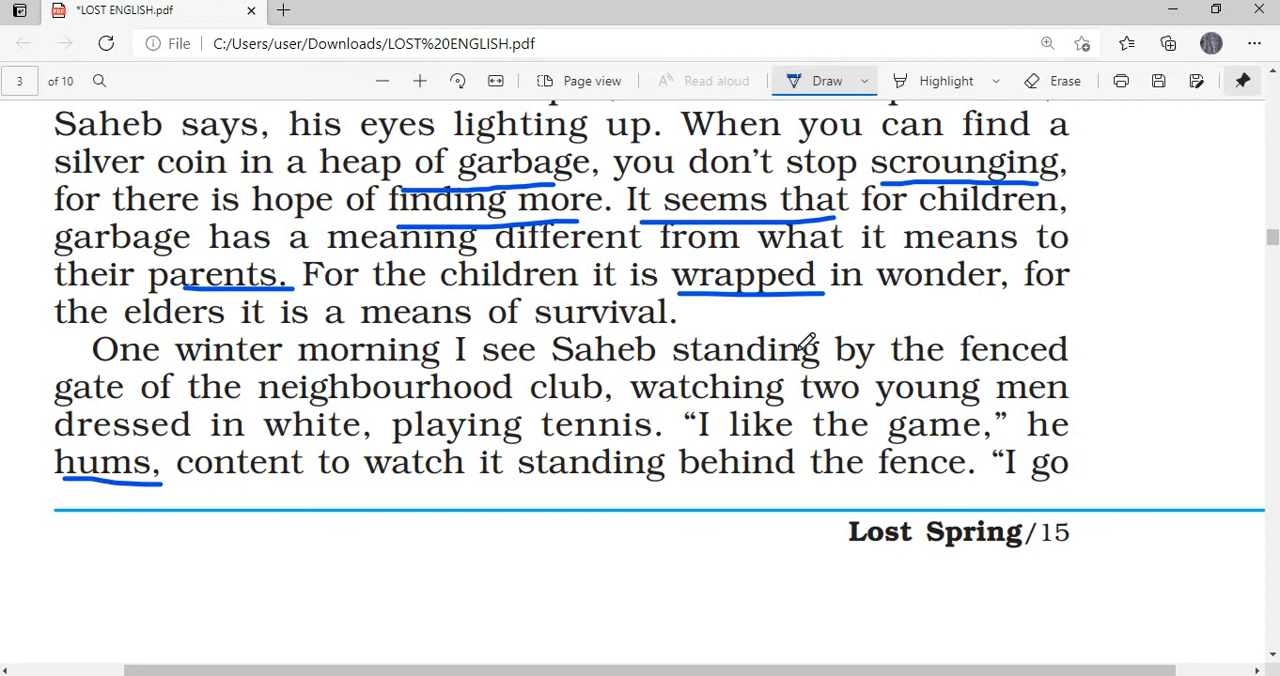 *LOST ENGLISH.pdf
File C:/Users/user/Downloads/LOST%20ENGLISH.pdf
3 of 10 Page view Read aloud Draw Highlight Erase
Saheb says, his eyes lighting up. When you can find a
silver coin in a heap of garbage, you don’t stop scrounging,
for there is hope of finding more. It seems that for children,
garbage has a meaning different from what it means to
their parents. For the children it is wrapped in wonder, for
the elders it is a means of survival.
One winter morning I see Saheb standing by the fenced
gate of the neighbourhood club, watching two young men
dressed in white, playing tennis. “I like the game,” he
hums, content to watch it standing behind the fence. “I go
Lost Spring/15